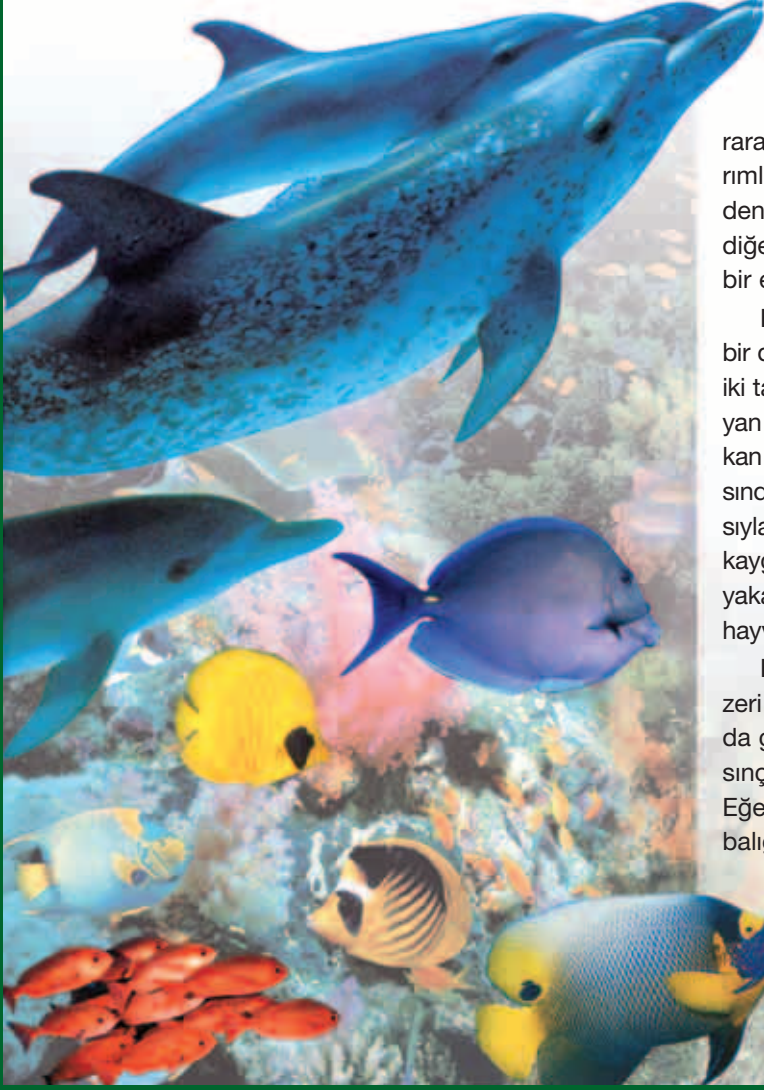 rara
rıml
den
diğe
bir e
bir c
iki ta
yan
kan
sınd
sıyla
kayg
yaka
hayv
zeri
da g
sınç
Eğe
balığ